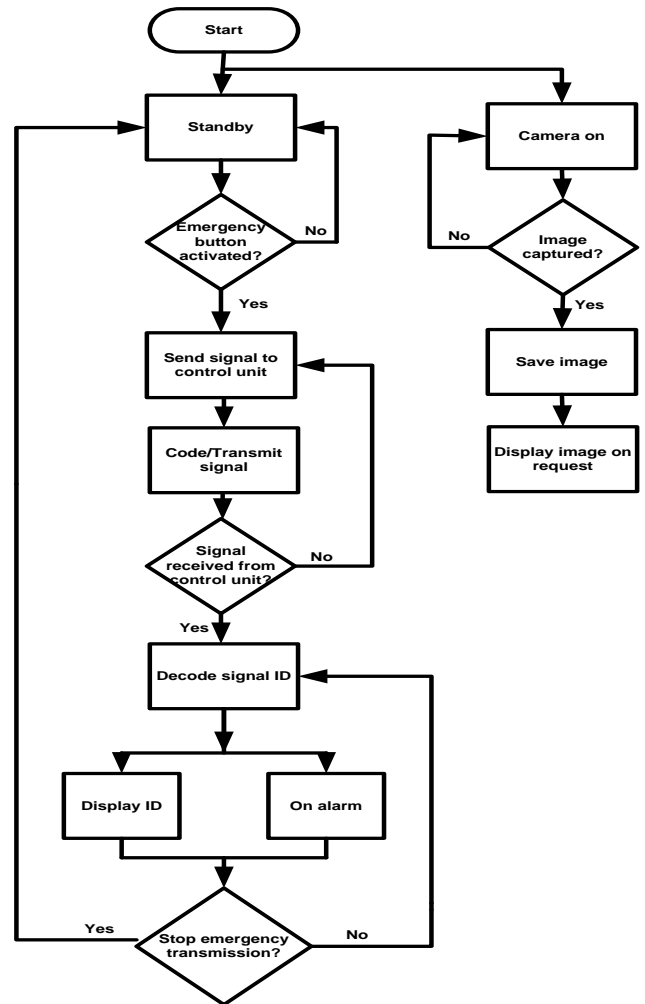 Start
Standby
Emergency
button
activated?
No
Yes
Send signal to
control unit
Code/Transmit
signal
Signal
received from
control unit?
No
Yes
Decode signal ID
Display ID
On alarm
Stop emergency
transmission?
Yes
No
Camera on
Image
captured?
No
Yes
Save image
Display image on
request